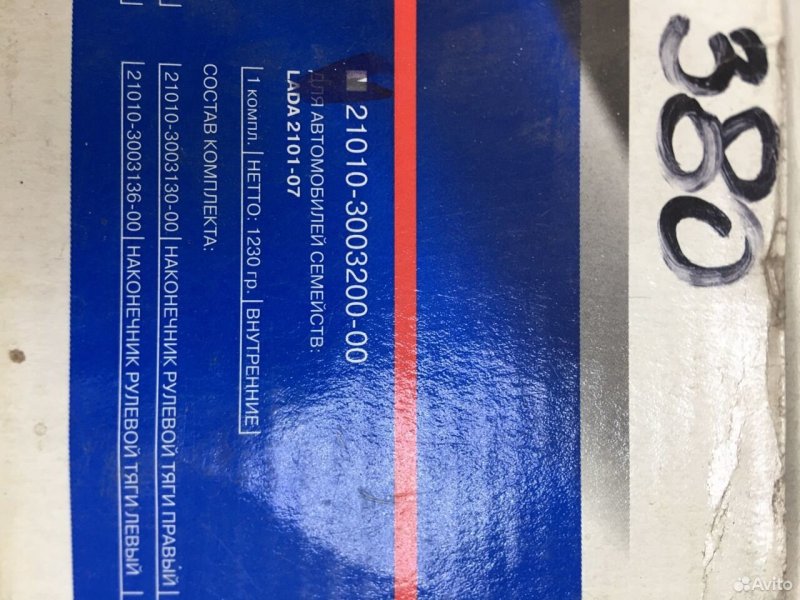 380
21010-3003200-00
ДЛЯ АВТОМОБИЛЕЙ СЕМЕЙСТВ:
LADA 2101-07
1 компл. | НЕТТО: 1230 гр. | ВНУТРЕННИЕ
СОСТАВ КОМПЛЕКТА:
21010-3003130-00 | НАКОНЕЧНИК РУЛЕВОЙ ТЯГИ ПРАВЫЙ
21010-3003136-00 | НАКОНЕЧНИК РУЛЕВОЙ ТЯГИ ЛЕВЫЙ
Avito